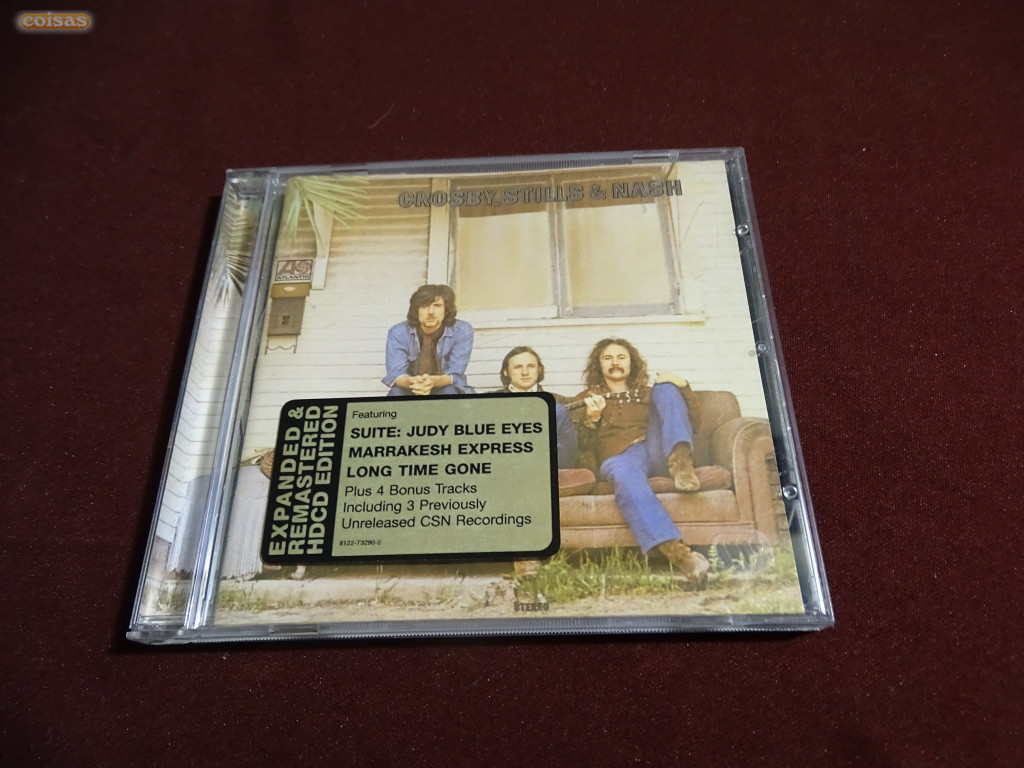 coisas
CROSBY, STILLS & NASH
ATLANTIC
EXPANDED &
REMASTERED
HDCD EDITION
Featuring
SUITE: JUDY BLUE EYES
MARRAKESH EXPRESS
LONG TIME GONE
Plus 4 Bonus Tracks
Including 3 Previously
Unreleased CSN Recordings
8122-73290-2
STEREO